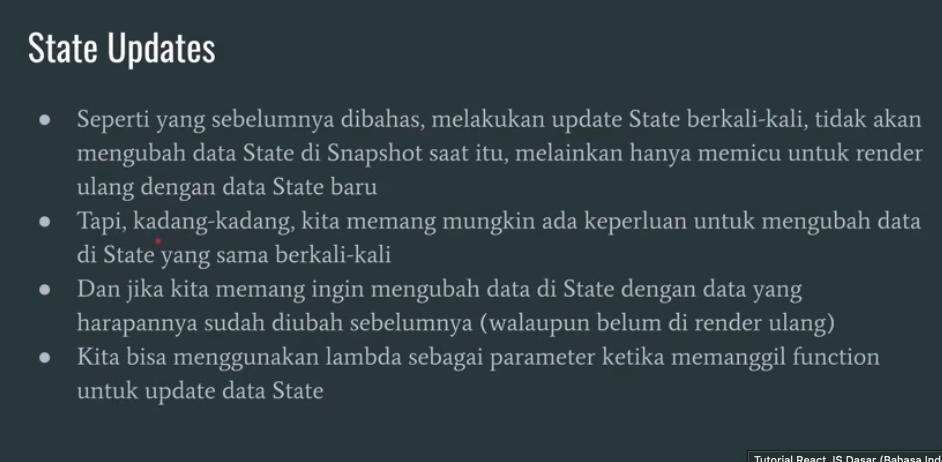 State Updates
● Seperti yang sebelumnya dibahas, melakukan update State berkali-kali, tidak akan
mengubah data State di Snapshot saat itu, melainkan hanya memicu untuk render
ulang dengan data State baru
● Tapi, kadang-kadang, kita memang mungkin ada keperluan untuk mengubah data
di State yang sama berkali-kali
● Dan jika kita memang ingin mengubah data di State dengan data yang
harapannya sudah diubah sebelumnya (walaupun belum di render ulang)
● Kita bisa menggunakan lambda sebagai parameter ketika memanggil function
untuk update data State
Tutorial React JS Dasar (Bahasa Ind